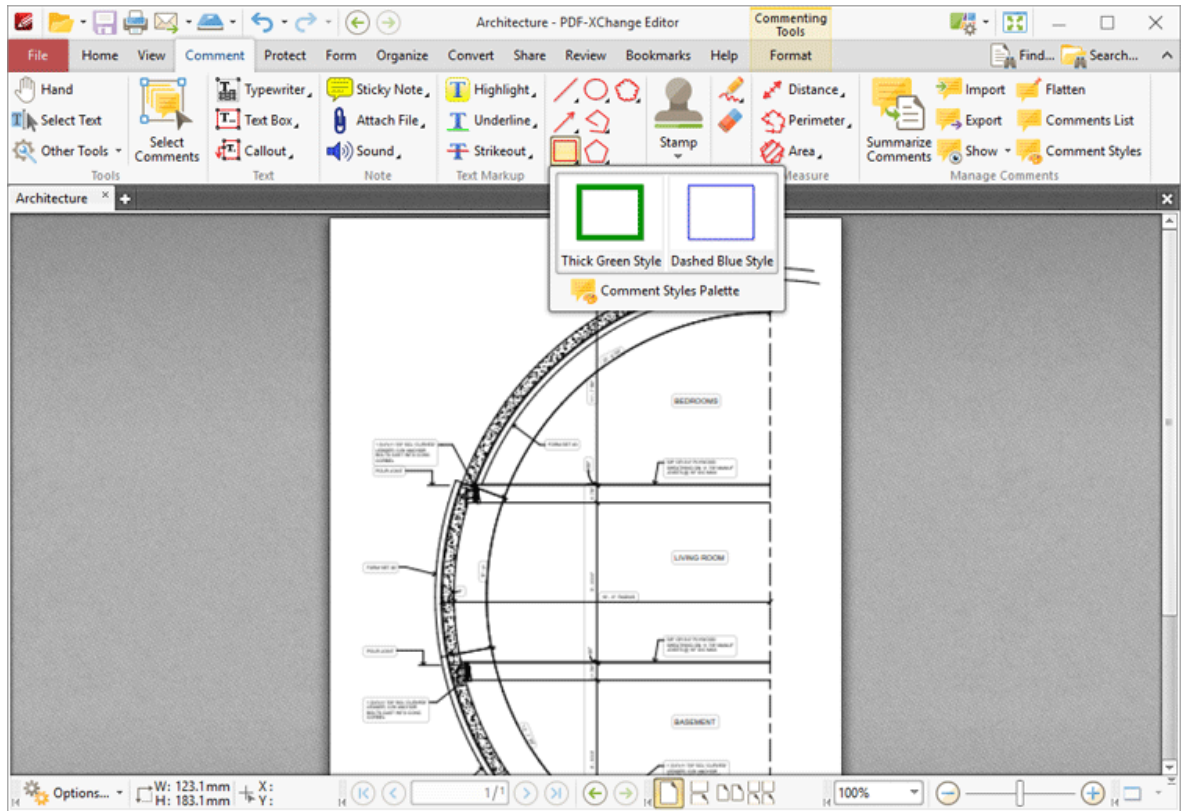 Architecture - PDF-XChange Editor
Commenting Tools
File Home View Comment Protect Form Organize Convert Share Review Bookmarks Help Format Find... Search...
Hand
Select Text
Other Tools
Tools
Select Comments
Typewriter
Text Box
Callout
Text
Sticky Note
Attach File
Sound
Note
Highlight
Underline
Strikeout
Text Markup
Stamp
Distance
Perimeter
Area
Measure
Summarize Comments
Import
Export
Show
Flatten
Comments List
Comment Styles
Manage Comments
Architecture
Thick Green Style Dashed Blue Style
Comment Styles Palette
BEDROOMS
LIVING ROOM
BASEMENT
Options...
W: 123.1mm
H: 183.1mm
X:
Y:
1/1
100%